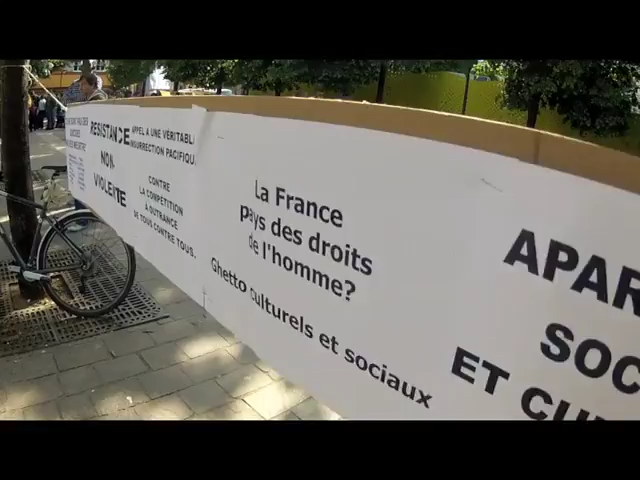 RESISTANCE
NON
VIOLENTE
APPEL A UNE VÉRITABLE
INSURRECTION PACIFIQUE
CONTRE
LA COMPETITION
A OUTRANCE
DE TOUS CONTRE TOUS.
La France
pays des droits
de l'homme?
Ghetto culturels et sociaux
APAR
SOC
ET CU